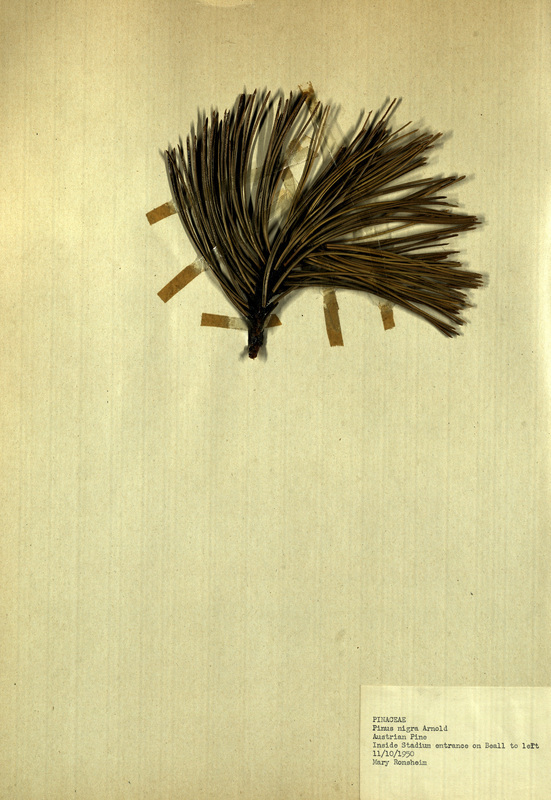 PINACEAE
Pinus nigra Arnold
Austrian Pine
Inside Stadium entrance on Beall to left
11/10/1950
Mary Ronsheim